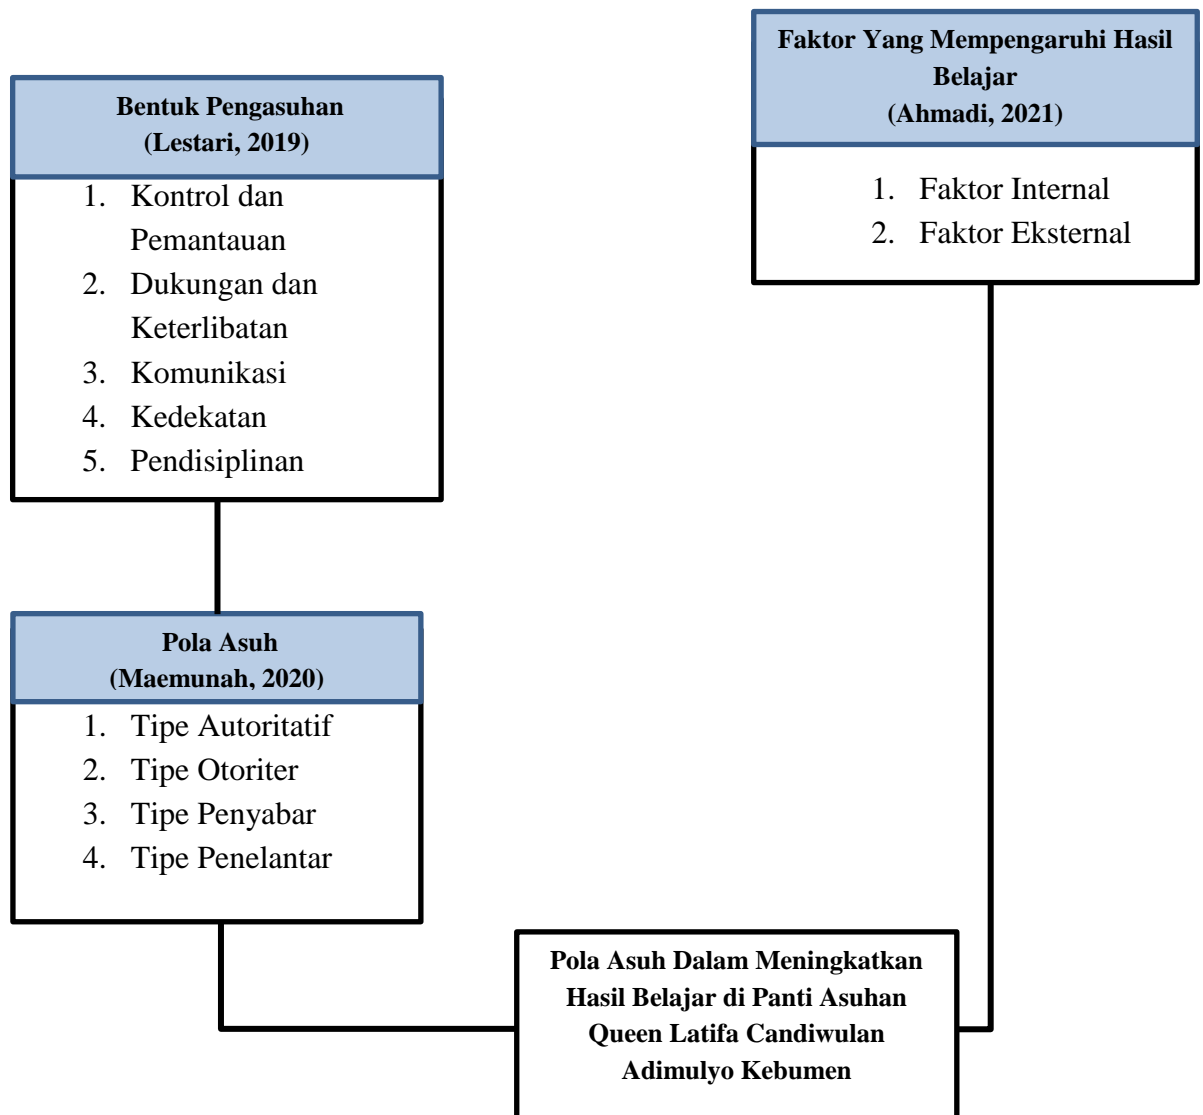 Faktor Yang Mempengaruhi Hasil
Belajar
(Ahmadi, 2021)
1. Faktor Internal
2. Faktor Eksternal
Bentuk Pengasuhan
(Lestari, 2019)
1. Kontrol dan
Pemantauan
2. Dukungan dan
Keterlibatan
3. Komunikasi
4. Kedekatan
5. Pendisiplinan
Pola Asuh
(Maemunah, 2020)
1. Tipe Autoritatif
2. Tipe Otoriter
3. Tipe Penyabar
4. Tipe Penelantar
Pola Asuh Dalam Meningkatkan
Hasil Belajar di Panti Asuhan
Queen Latifa Candiwulan
Adimulyo Kebumen